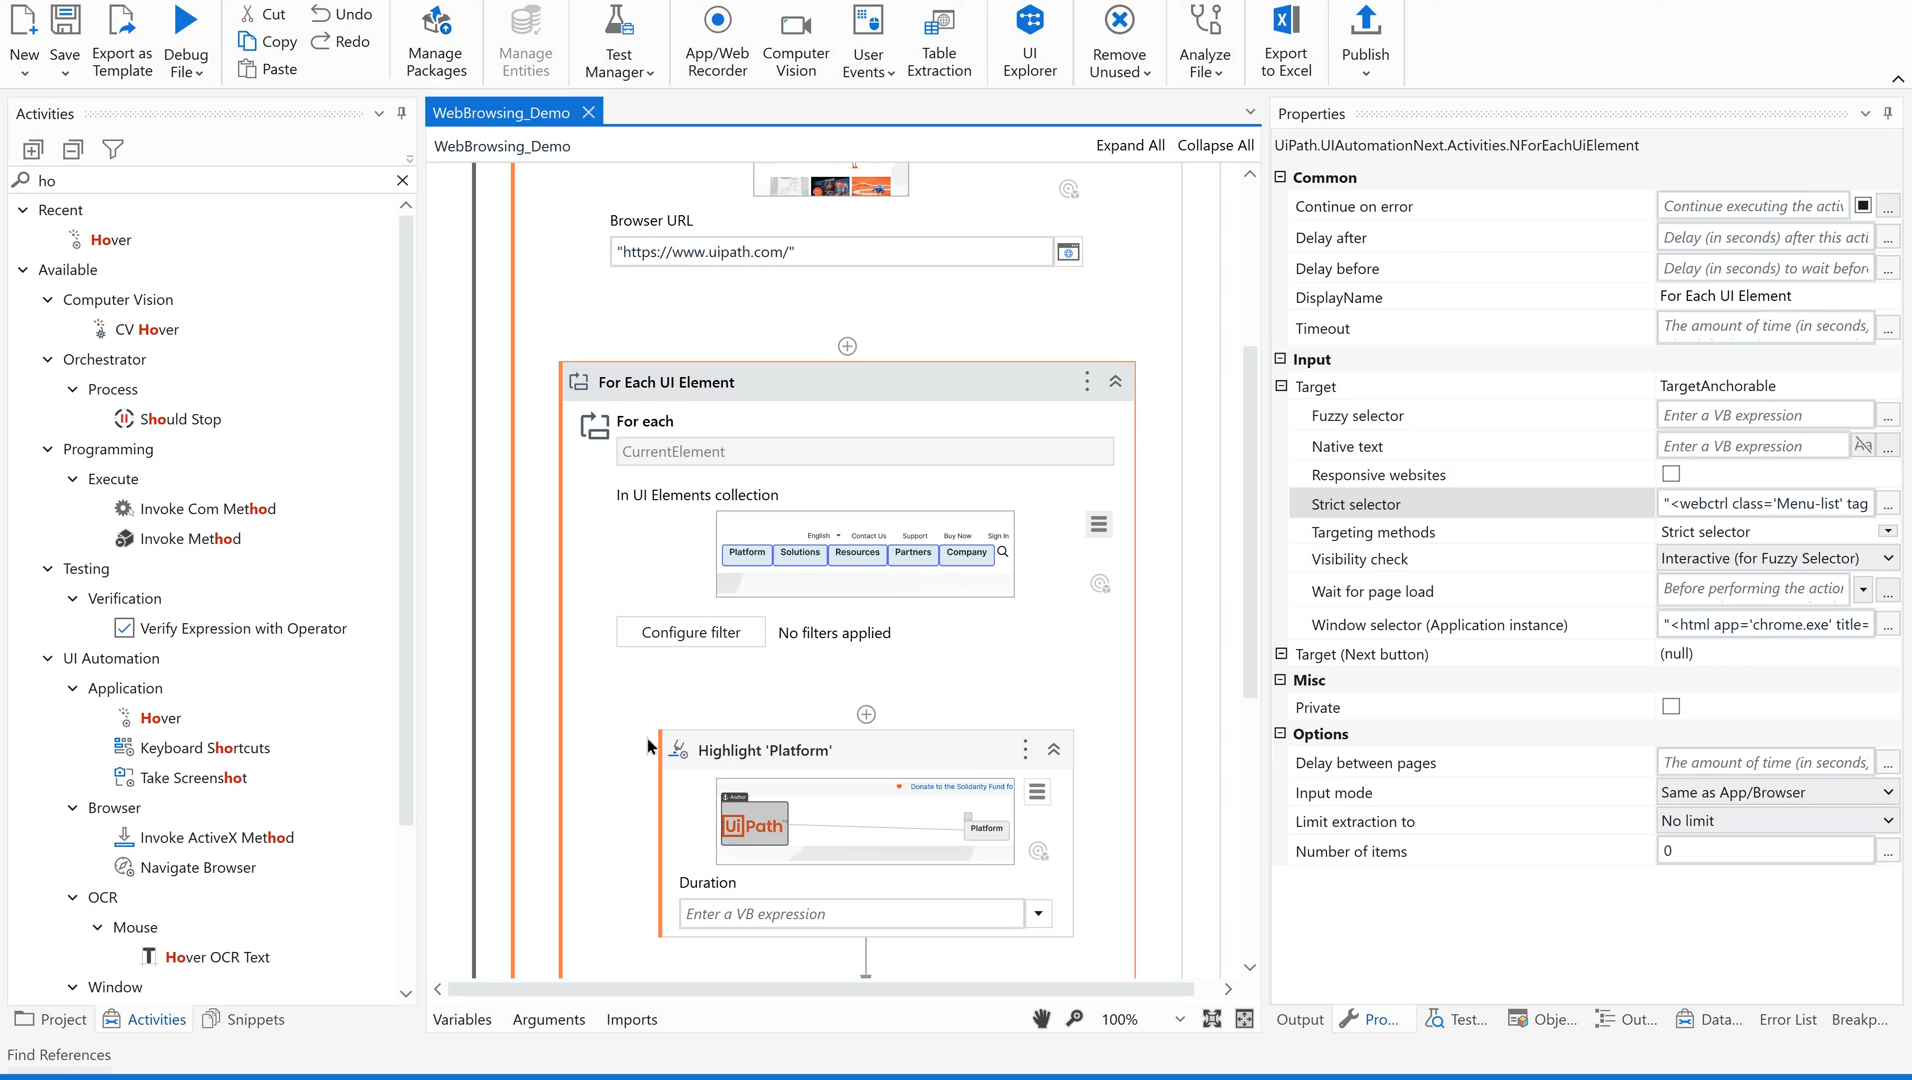 New
Save
Export as
Template
Debug
File
Cut
Copy
Paste
Undo
Redo
Manage
Packages
Manage
Entities
Test
Manager
App/Web
Recorder
Computer
Vision
User
Events
Table
Extraction
UI
Explorer
Remove
Unused
Analyze
File
Export
to Excel
Publish
Activities
ho
Recent
Hover
Available
Computer Vision
CV Hover
Orchestrator
Process
Should Stop
Programming
Execute
Invoke Com Method
Invoke Method
Testing
Verification
Verify Expression with Operator
UI Automation
Application
Hover
Keyboard Shortcuts
Take Screenshot
Browser
Invoke ActiveX Method
Navigate Browser
OCR
Mouse
Hover OCR Text
Window
Project
Activities
Snippets
Find References
WebBrowsing_Demo
WebBrowsing_Demo
Expand All
Collapse All
Browser URL
"https://www.uipath.com/"
For Each UI Element
For each
CurrentElement
In UI Elements collection
English
Contact Us
Support
Buy Now
Sign In
Platform
Solutions
Resources
Partners
Company
Configure filter
No filters applied
Highlight 'Platform'
Donate to the Solidarity Fund fo
Anchor
UiPath
Platform
Duration
Enter a VB expression
Variables
Arguments
Imports
100%
Properties
UiPath.UIAutomationNext.Activities.NForEachUiElement
Common
Continue on error
Continue executing the activ
...
Delay after
Delay (in seconds) after this acti
...
Delay before
Delay (in seconds) to wait before
...
DisplayName
For Each UI Element
Timeout
The amount of time (in seconds,
...
Input
Target
TargetAnchorable
Fuzzy selector
Enter a VB expression
...
Native text
Enter a VB expression
...
Responsive websites
Strict selector
"<webctrl class='Menu-list' tag
...
Targeting methods
Strict selector
Visibility check
Interactive (for Fuzzy Selector)
Wait for page load
Before performing the action
...
Window selector (Application instance)
"<html app='chrome.exe' title=
...
Target (Next button)
(null)
Misc
Private
Options
Delay between pages
The amount of time (in seconds,
...
Input mode
Same as App/Browser
Limit extraction to
No limit
Number of items
0
...
Output
Pro...
Test...
Obje...
Out...
Data...
Error List
Breakp...